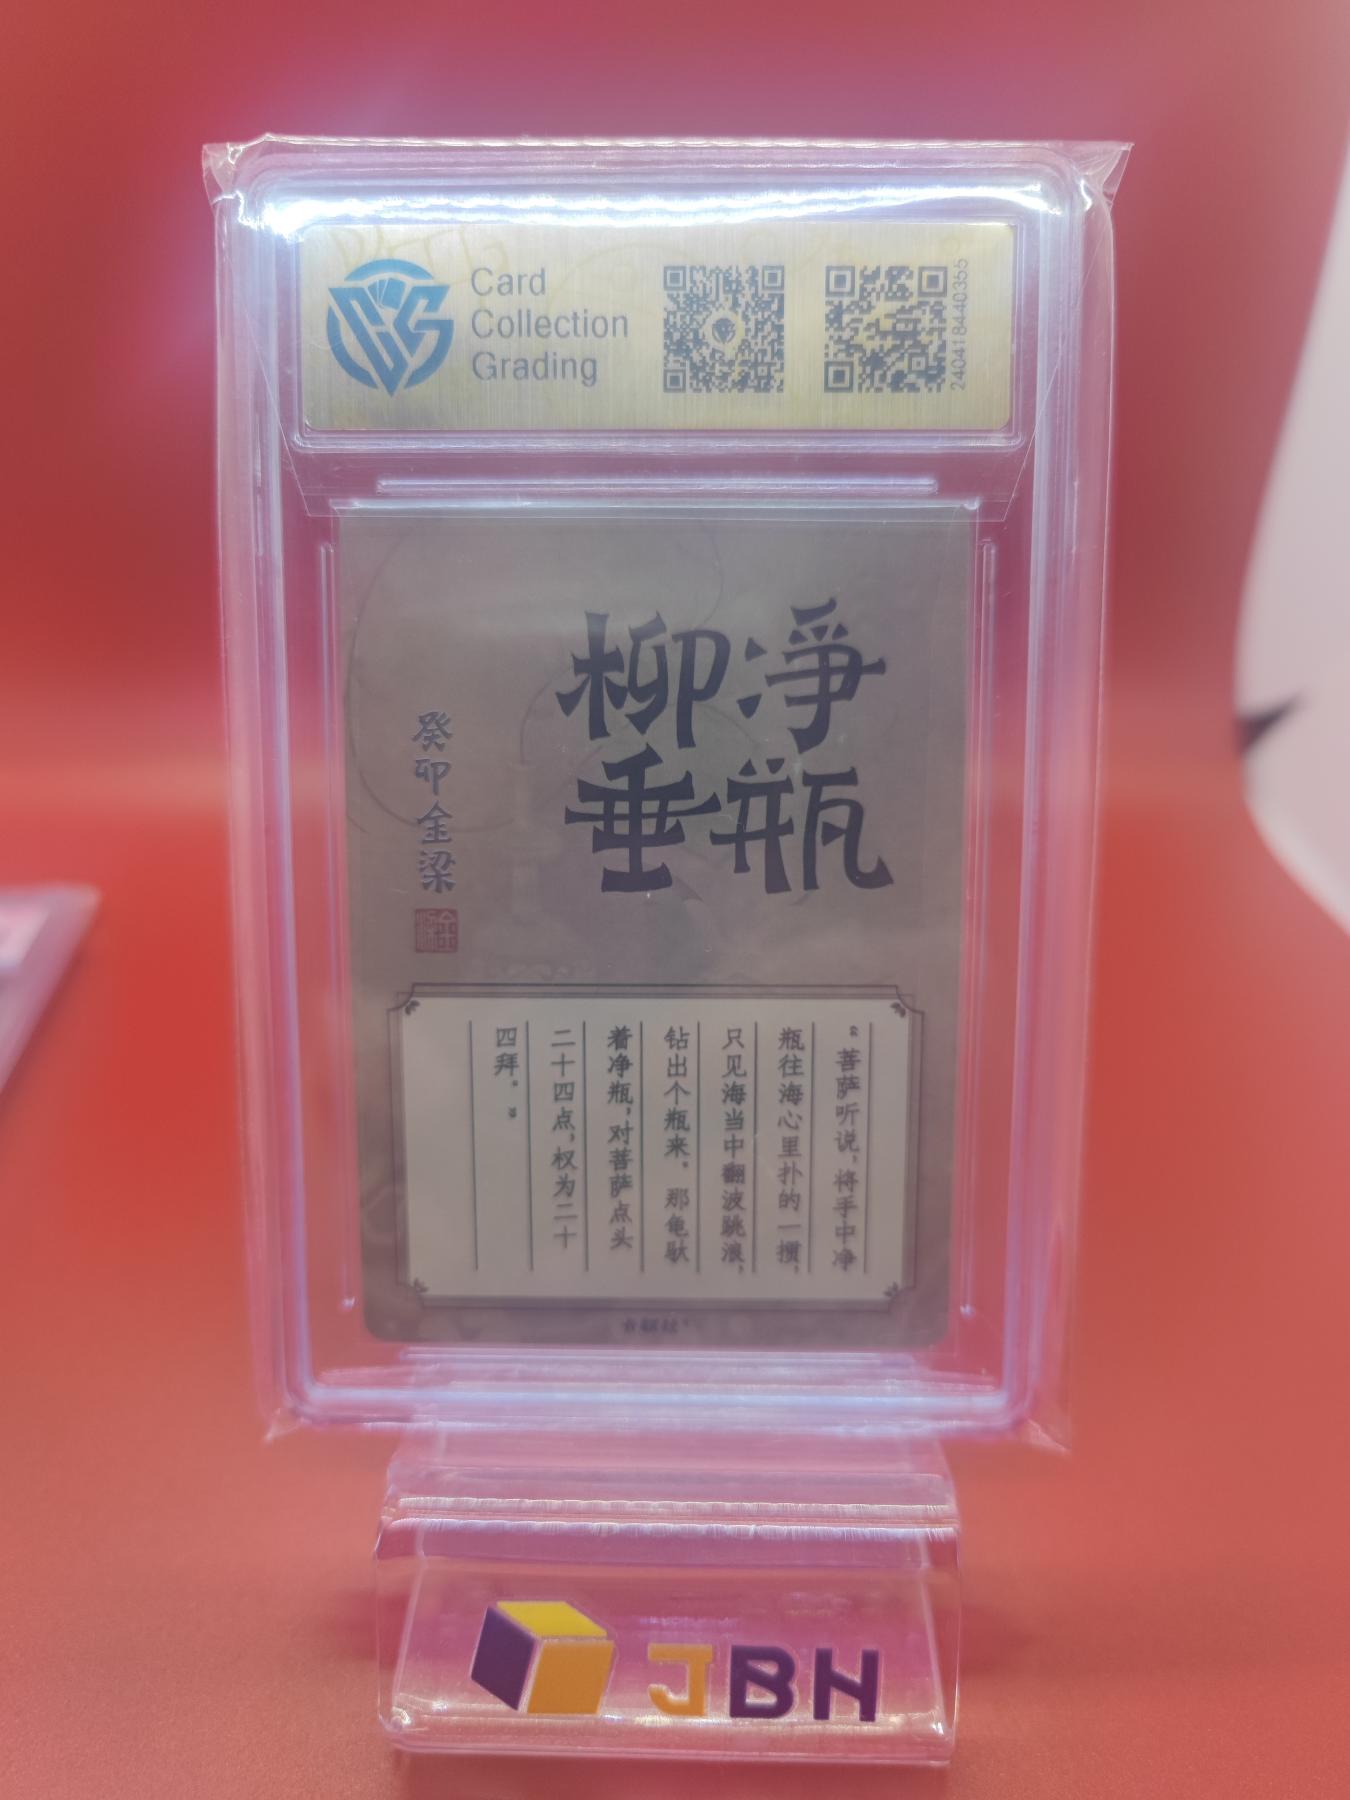 Card
Collection
Grading
2404184403559
淨瓶
柳垂
癸卯金梁
“菩萨听说，将手中净
瓶往海心里扑的一掼，
只见海当中翻波跳浪，
钻出个瓶来。那龟驮
着净瓶，对菩萨点头
二十四点，权为二十
四拜。”
JBH